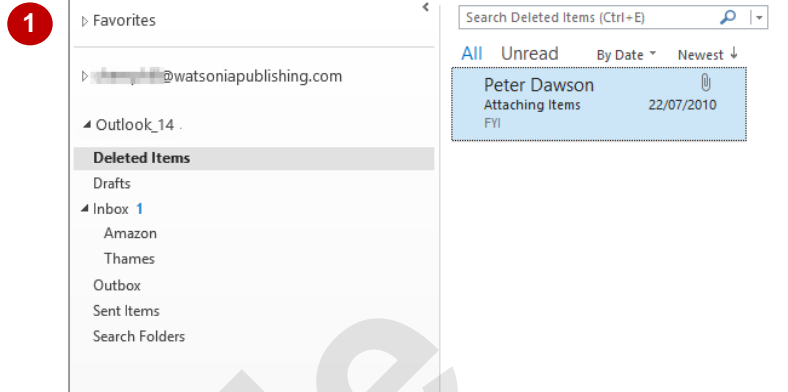 1
Favorites
@watsoniapublishing.com
Outlook_14
Deleted Items
Drafts
Inbox 1
Amazon
Thames
Outbox
Sent Items
Search Folders
Search Deleted Items (Ctrl+E)
All Unread By Date Newest
Peter Dawson
Attaching Items 22/07/2010
FYI